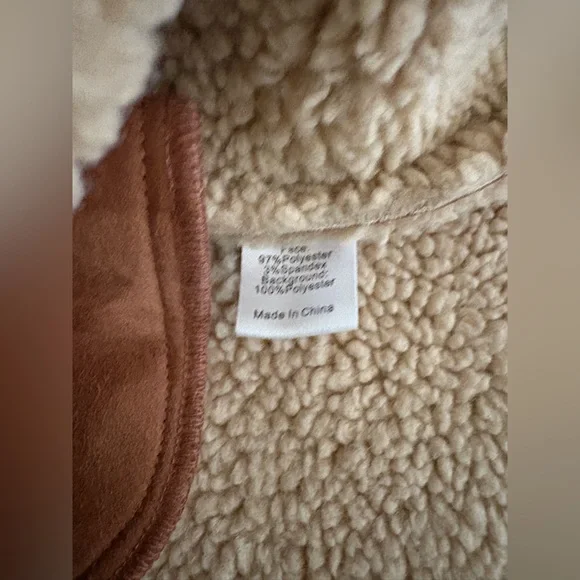 Face:
97%Polyester
3%Spandex
Background:
100%Polyester
Made In China